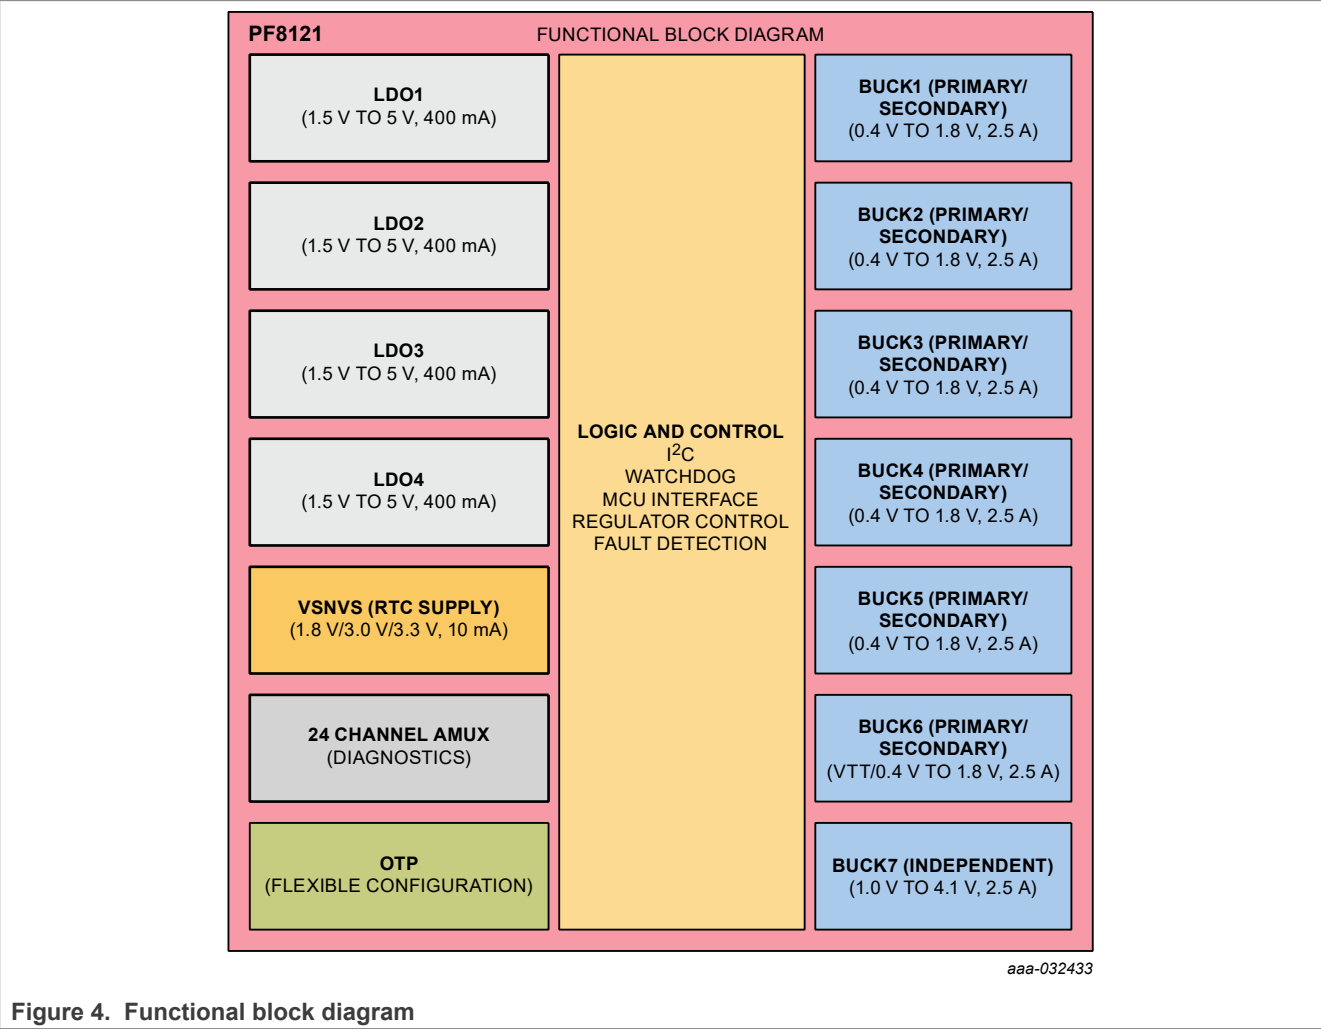 PF8121
FUNCTIONAL BLOCK DIAGRAM
LDO1
(1.5 V TO 5 V, 400 mA)
LDO2
(1.5 V TO 5 V, 400 mA)
LDO3
(1.5 V TO 5 V, 400 mA)
LDO4
(1.5 V TO 5 V, 400 mA)
VSNVS (RTC SUPPLY)
(1.8 V/3.0 V/3.3 V, 10 mA)
24 CHANNEL AMUX
(DIAGNOSTICS)
OTP
(FLEXIBLE CONFIGURATION)
LOGIC AND CONTROL
I²C
WATCHDOG
MCU INTERFACE
REGULATOR CONTROL
FAULT DETECTION
BUCK1 (PRIMARY/
SECONDARY)
(0.4 V TO 1.8 V, 2.5 A)
BUCK2 (PRIMARY/
SECONDARY)
(0.4 V TO 1.8 V, 2.5 A)
BUCK3 (PRIMARY/
SECONDARY)
(0.4 V TO 1.8 V, 2.5 A)
BUCK4 (PRIMARY/
SECONDARY)
(0.4 V TO 1.8 V, 2.5 A)
BUCK5 (PRIMARY/
SECONDARY)
(0.4 V TO 1.8 V, 2.5 A)
BUCK6 (PRIMARY/
SECONDARY)
(VTT/0.4 V TO 1.8 V, 2.5 A)
BUCK7 (INDEPENDENT)
(1.0 V TO 4.1 V, 2.5 A)
aaa-032433
Figure 4. Functional block diagram